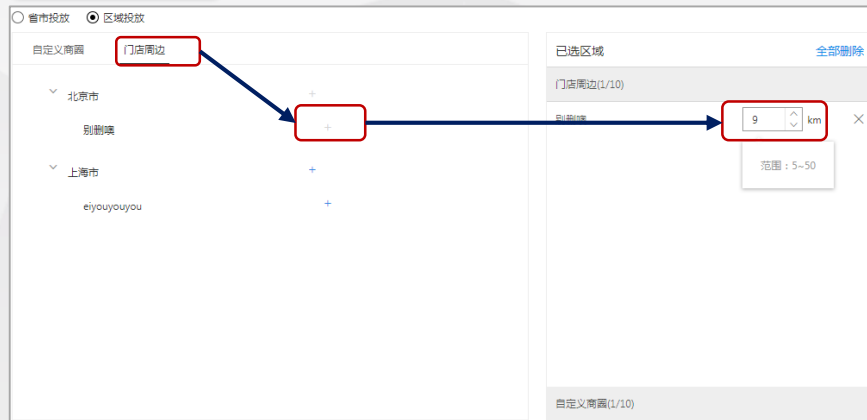 省市投放 区域投放
自定义商圈 门店周边
北京市 +
别删噢 +
上海市 +
eiyouyouyou +
已选区域 全部删除
门店周边(1/10)
别删噢 9 km
范围：5~50
自定义商圈(1/10)